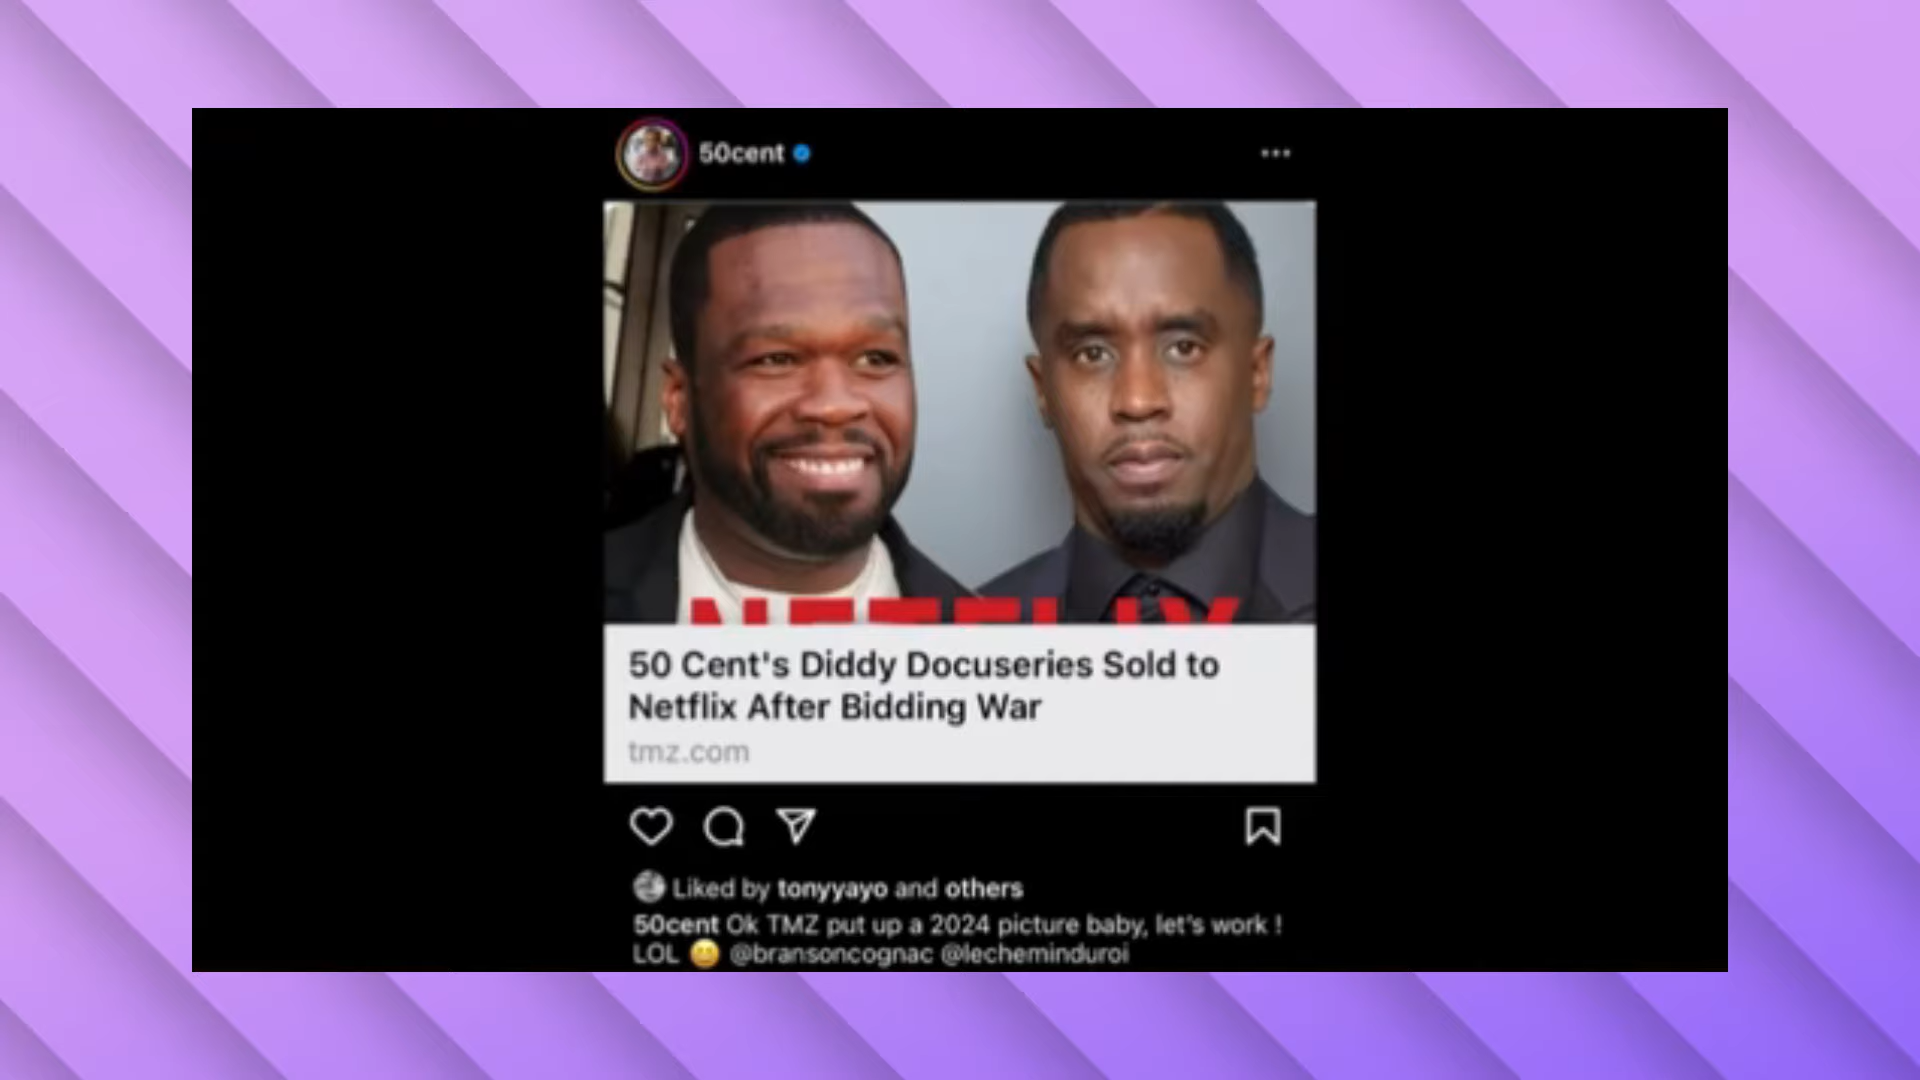 50cent
NETFLIX
50 Cent's Diddy Docuseries Sold to
Netflix After Bidding War
tmz.com
Liked by tonyyayo and others
50cent Ok TMZ put up a 2024 picture baby, let's work !
LOL 😄 @bransoncognac @lecheminduroi